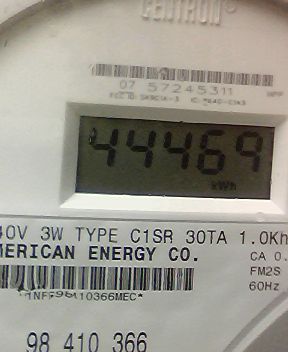 CENTRON®
07 57245311
44469
kWh
40V 3W TYPE C1SR 30TA 1.0Kh
MERICAN ENERGY CO.
CA 0.
FM2S
60Hz
98 410 366